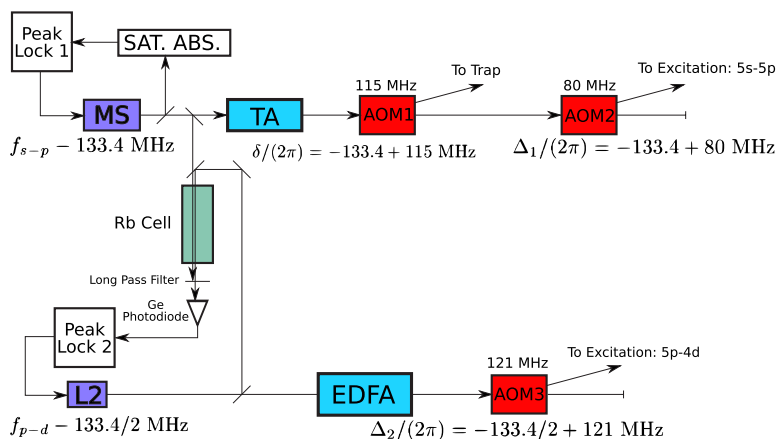 Peak
Lock 1
SAT. ABS.
MS
f_{s-p} − 133.4 MHz
TA
115 MHz
AOM1
To Trap
δ/(2π) = −133.4 + 115 MHz
80 MHz
AOM2
To Excitation: 5s-5p
Δ₁/(2π) = −133.4 + 80 MHz
Rb Cell
Long Pass Filter
Ge
Photodiode
Peak
Lock 2
L2
f_{p-d} − 133.4/2 MHz
EDFA
121 MHz
AOM3
To Excitation: 5p-4d
Δ₂/(2π) = −133.4/2 + 121 MHz